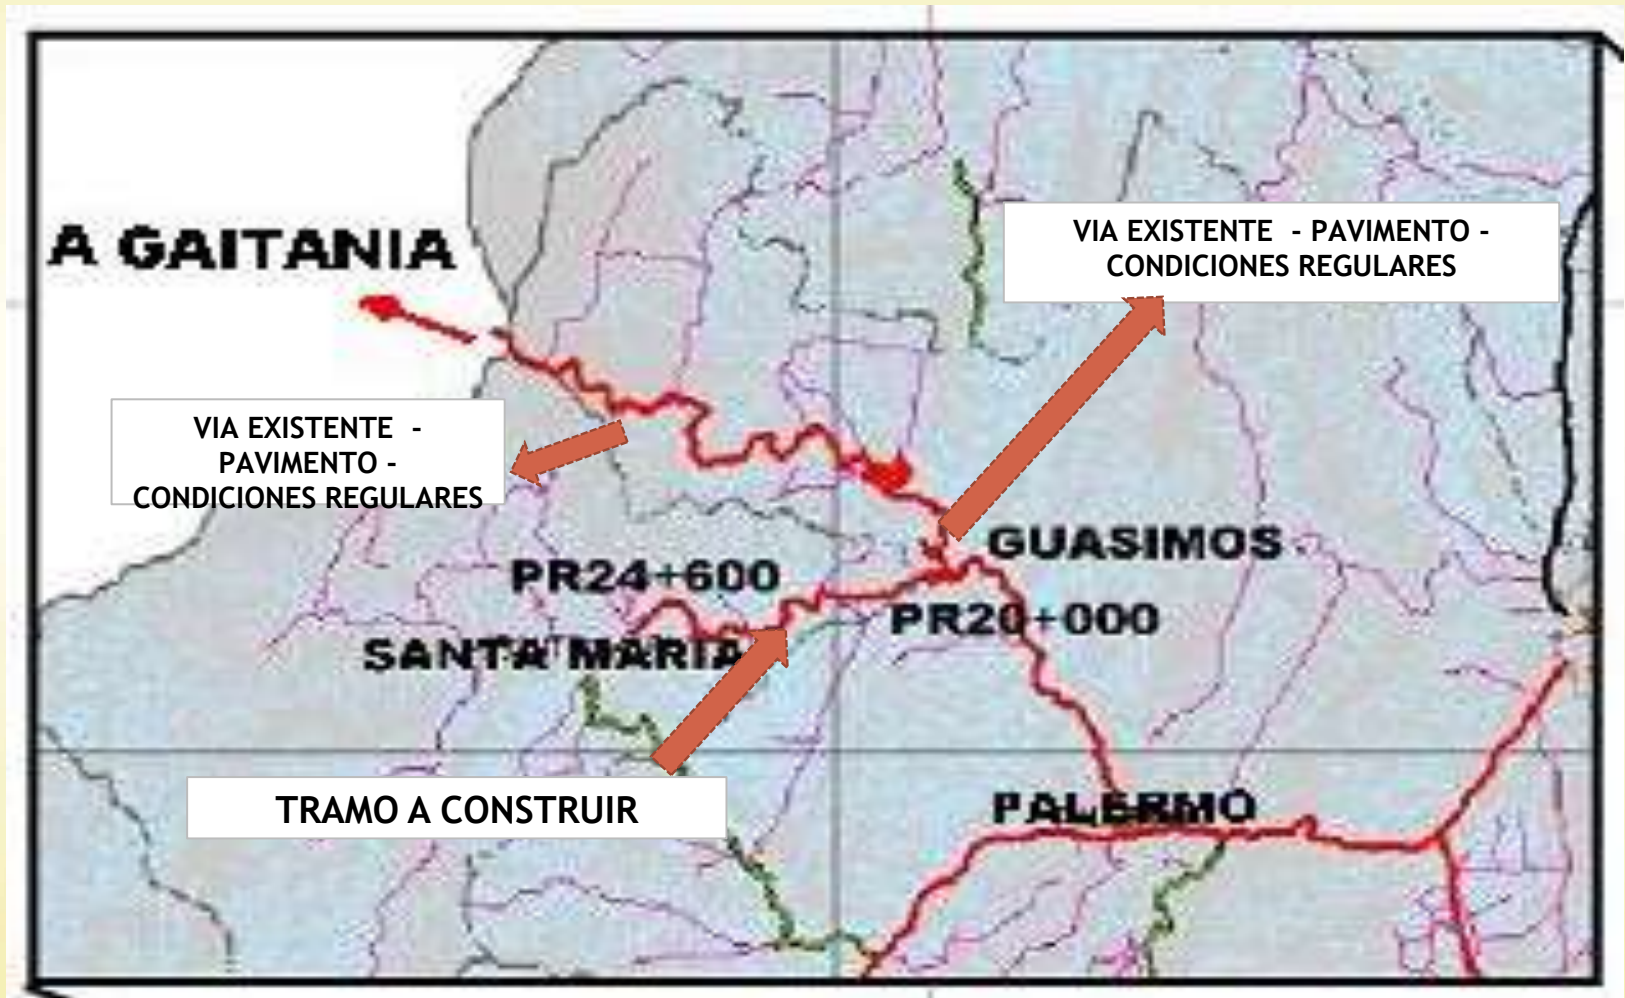 A GAITANIA
VIA EXISTENTE - PAVIMENTO -
CONDICIONES REGULARES
VIA EXISTENTE -
PAVIMENTO -
CONDICIONES REGULARES
GUASIMOS
PR24+600
PR20+000
SANTA MARIA
TRAMO A CONSTRUIR
PALERMO